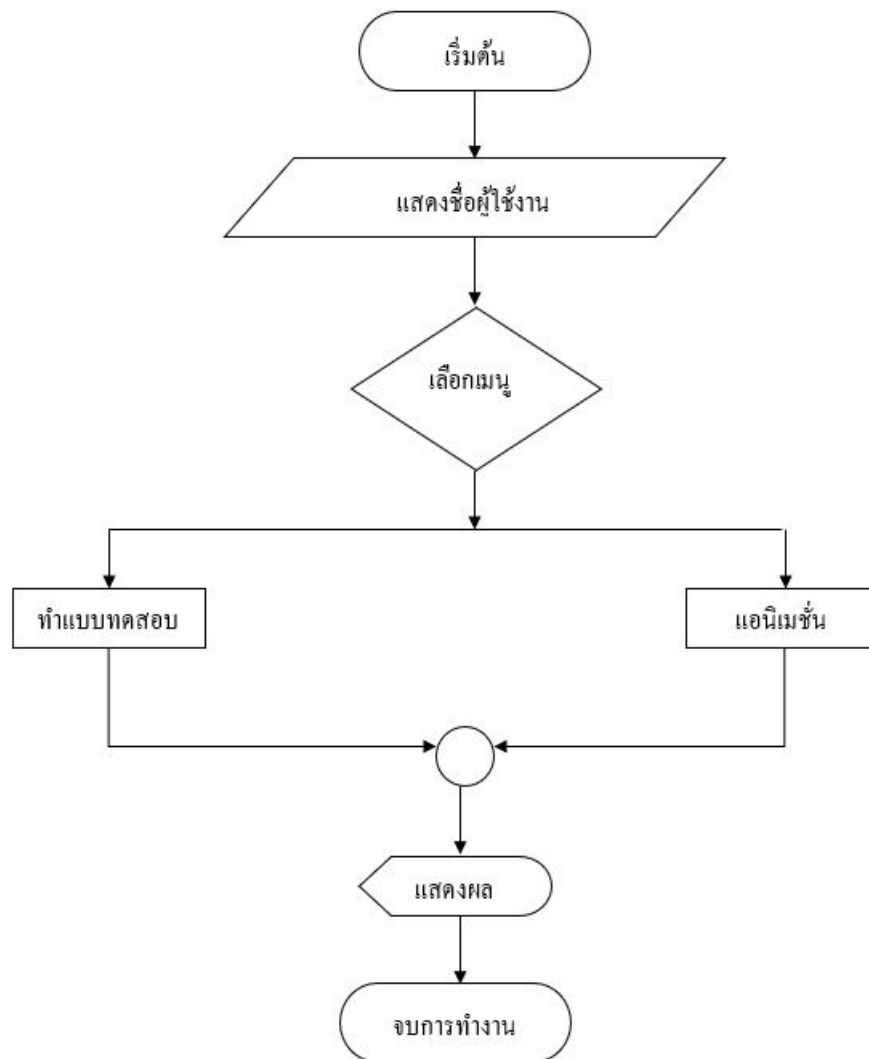 เริ่มต้น
แสดงชื่อผู้ใช้งาน
เลือกเมนู
ทำแบบทดสอบ
แอนิเมชั่น
แสดงผล
จบการทำงาน